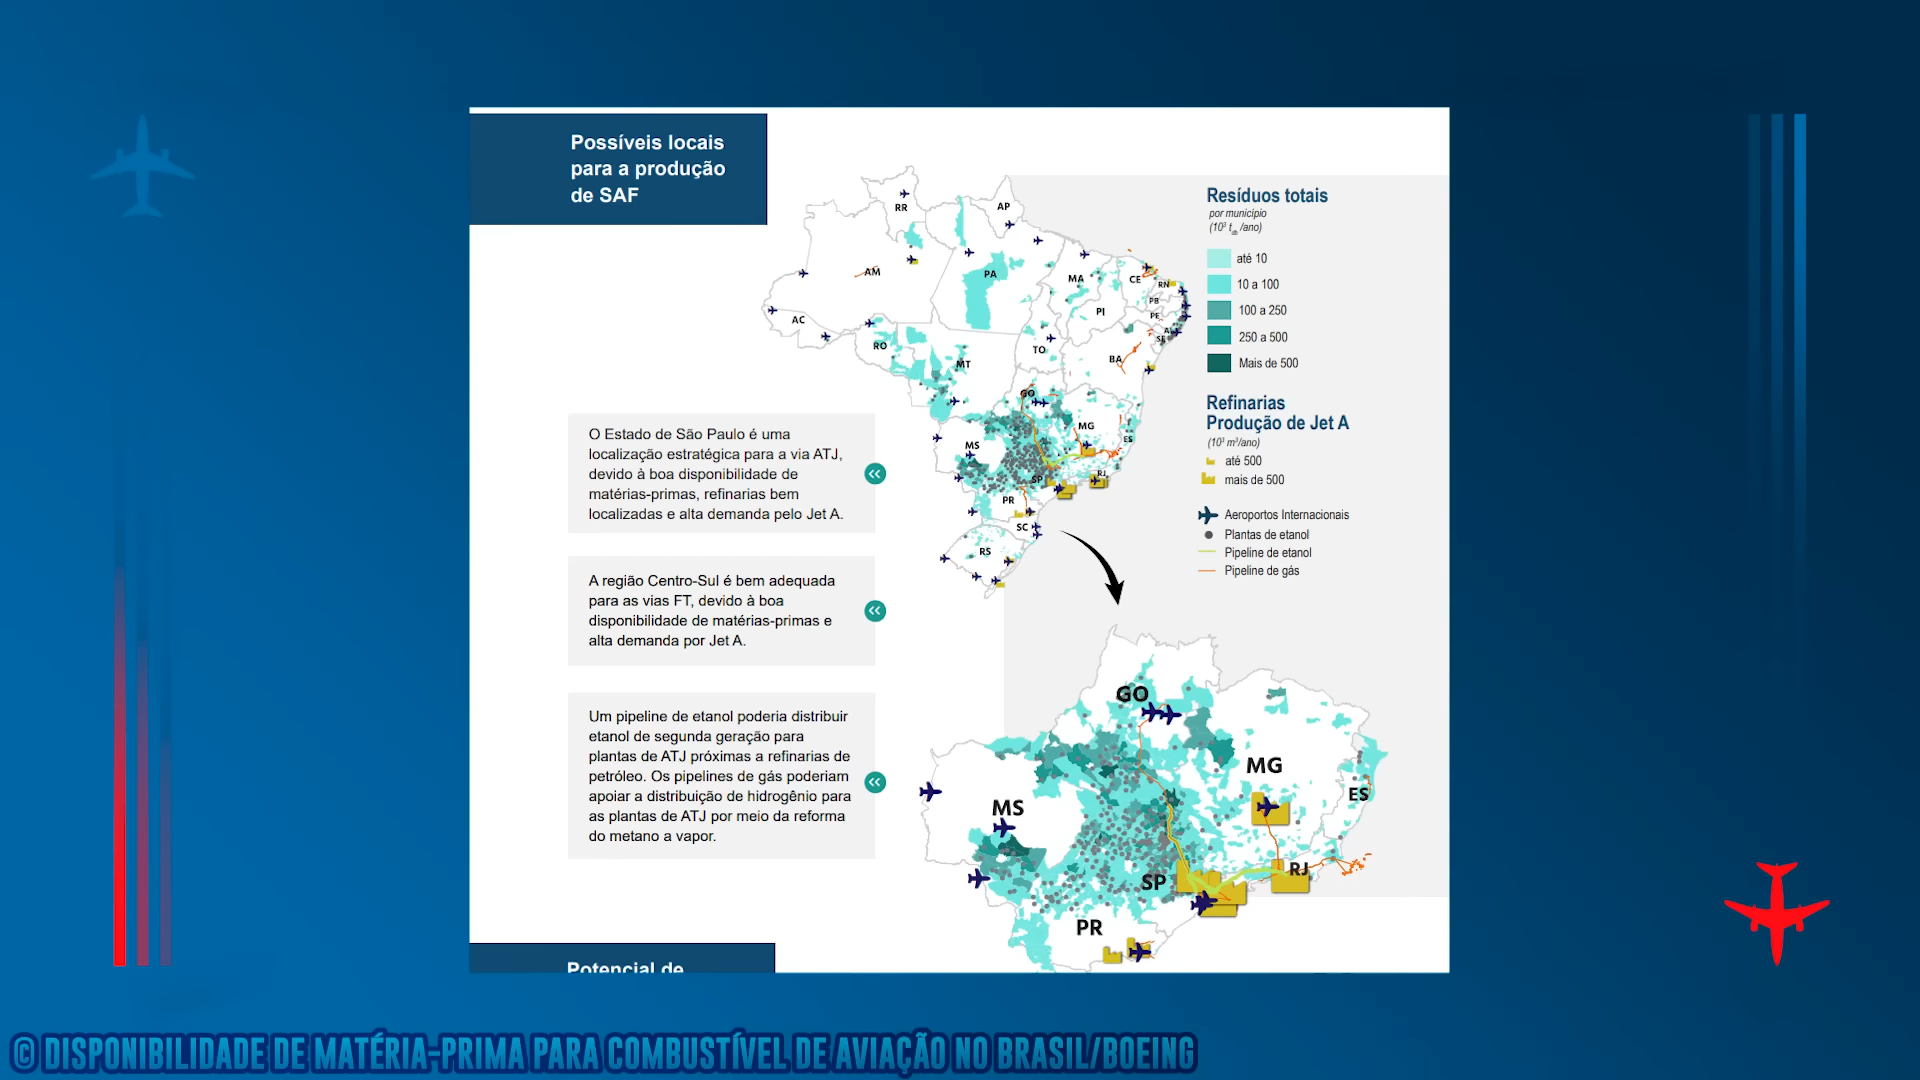 Possíveis locais
para a produção
de SAF
O Estado de São Paulo é uma
localização estratégica para a via ATJ,
devido à boa disponibilidade de
matérias-primas, refinarias bem
localizadas e alta demanda pelo Jet A.
A região Centro-Sul é bem adequada
para as vias FT, devido à boa
disponibilidade de matérias-primas e
alta demanda por Jet A.
Um pipeline de etanol poderia distribuir
etanol de segunda geração para
plantas de ATJ próximas a refinarias de
petróleo. Os pipelines de gás poderiam
apoiar a distribuição de hidrogênio para
as plantas de ATJ por meio da reforma
do metano a vapor.
Potencial de
RR
AP
AM
PA
MA
CE
RN
PB
PI
PE
AC
RO
MT
TO
SE
BA
GO
MG
ES
MS
SP
RJ
PR
SC
RS
Resíduos totais
por município
(10³ t /ano)
até 10
10 a 100
100 a 250
250 a 500
Mais de 500
Refinarias
Produção de Jet A
(10³ m³/ano)
até 500
mais de 500
Aeroportos Internacionais
Plantas de etanol
Pipeline de etanol
Pipeline de gás
GO
MG
ES
MS
RJ
SP
PR
© DISPONIBILIDADE DE MATÉRIA-PRIMA PARA COMBUSTÍVEL DE AVIAÇÃO NO BRASIL/BOEING